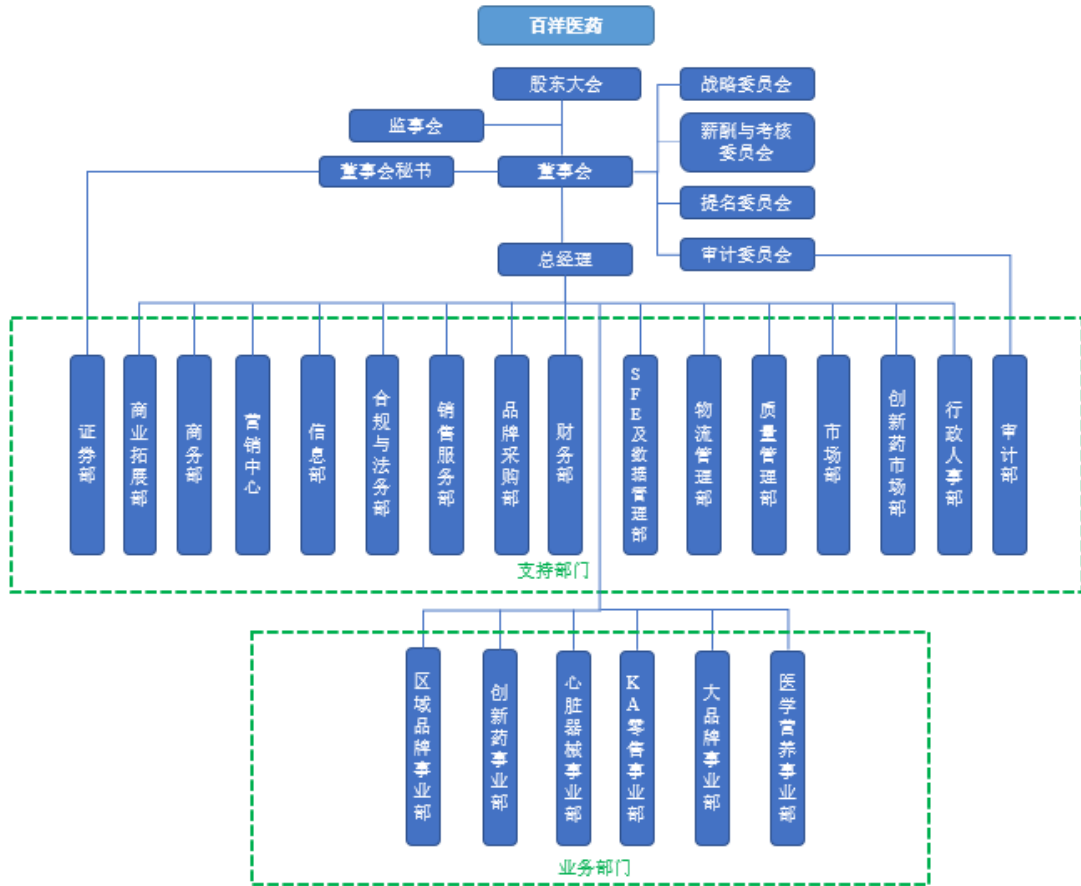 百洋医药
股东大会
战略委员会
监事会
薪酬与考核
委员会
董事会秘书
董事会
提名委员会
总经理
审计委员会
证券部
商业拓展部
商务部
营销中心
信息部
合规与法务部
销售服务部
品牌采购部
财务部
SFE及数据管理部
物流管理部
质量管理部
市场部
创新药市场部
行政人事部
审计部
支持部门
区域品牌事业部
创新药事业部
心脏器械事业部
KA零售事业部
大品牌事业部
医学营养事业部
业务部门